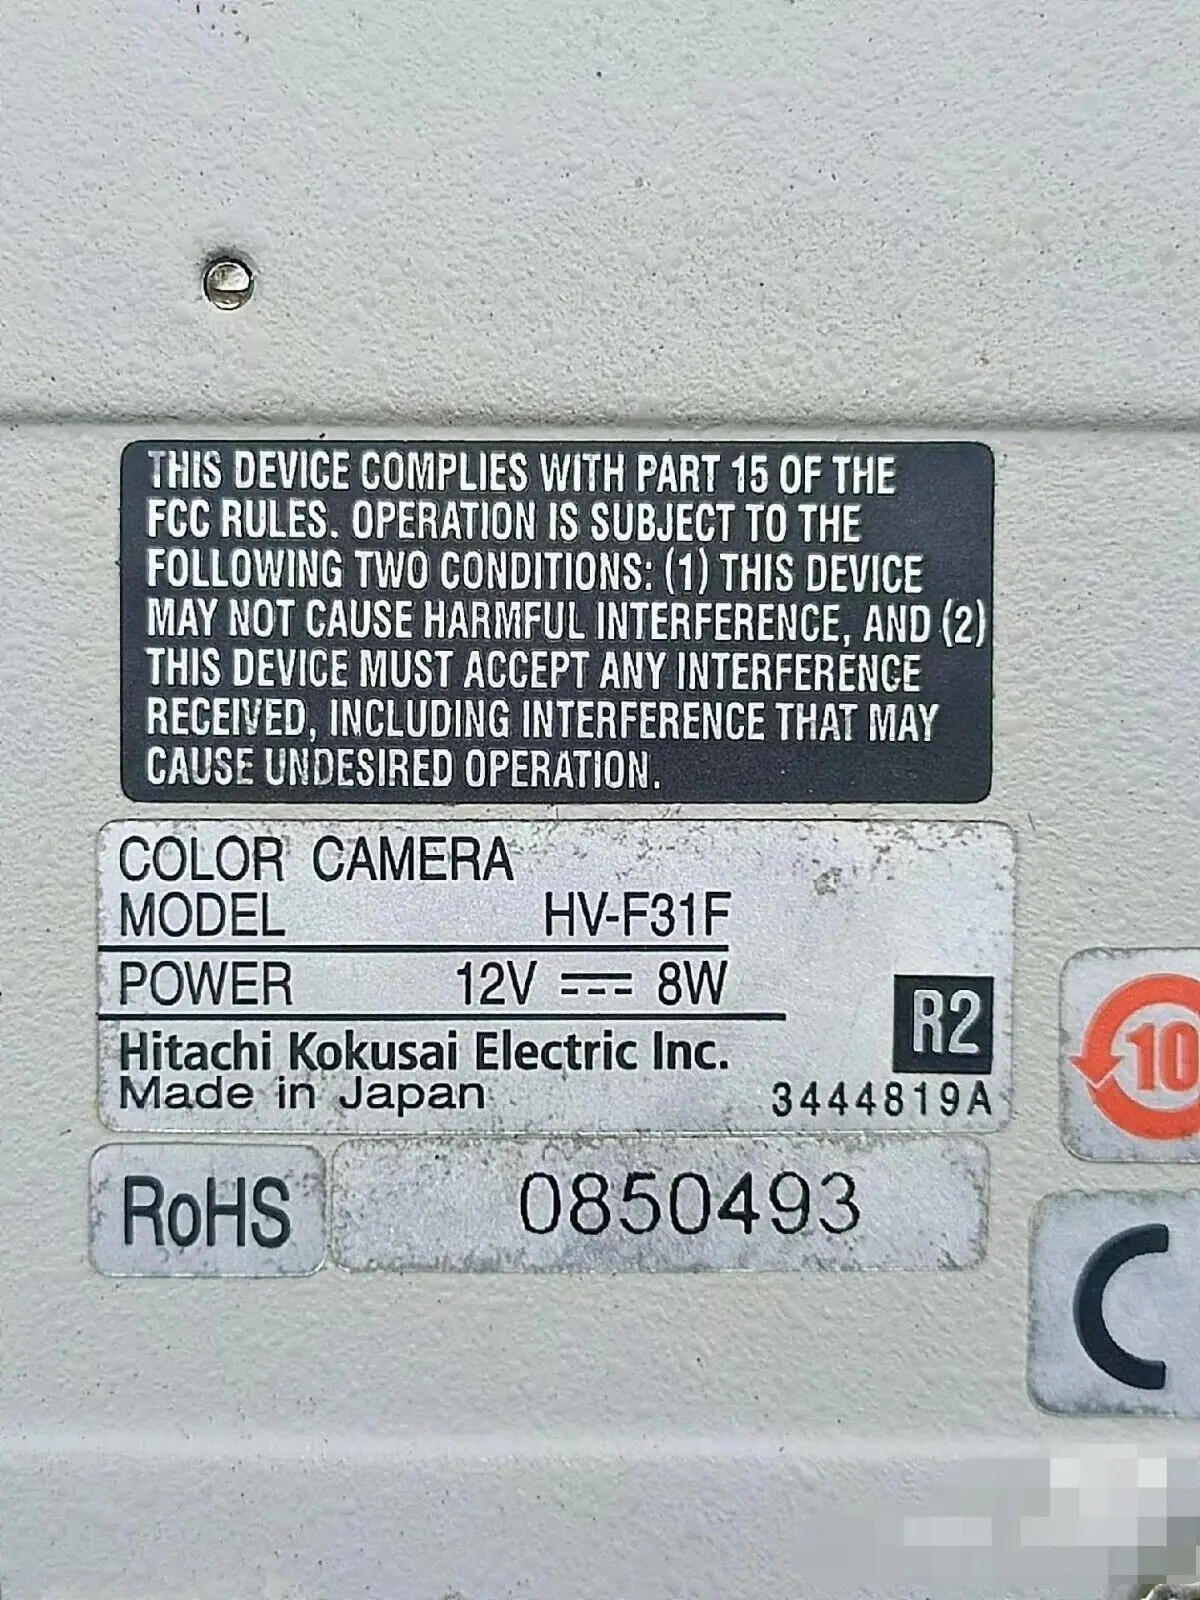 THIS DEVICE COMPLIES WITH PART 15 OF THE
FCC RULES. OPERATION IS SUBJECT TO THE
FOLLOWING TWO CONDITIONS: (1) THIS DEVICE
MAY NOT CAUSE HARMFUL INTERFERENCE, AND (2)
THIS DEVICE MUST ACCEPT ANY INTERFERENCE
RECEIVED, INCLUDING INTERFERENCE THAT MAY
CAUSE UNDESIRED OPERATION.
COLOR CAMERA
MODEL HV-F31F
POWER 12V ⎓ 8W
R2
Hitachi Kokusai Electric Inc.
Made in Japan 3444819A
10
RoHS 0850493
C